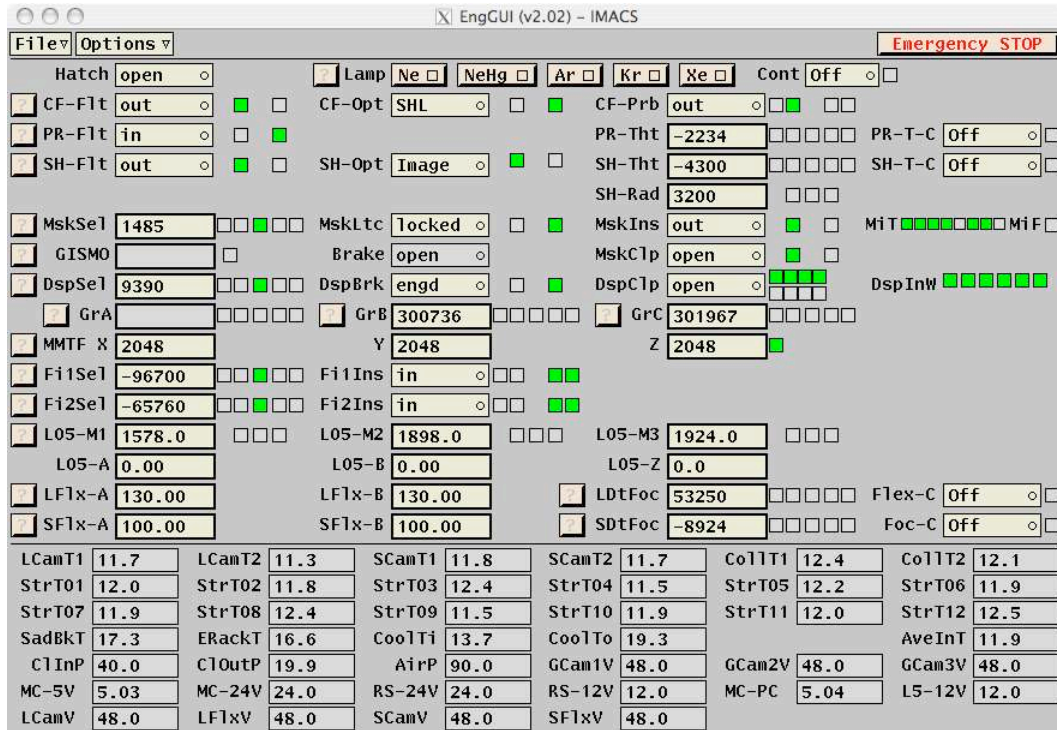 X EngGUI (v2.02) – IMACS
File Options Emergency STOP
Hatch open ? Lamp Ne NeHg Ar Kr Xe Cont Off
? CF-Flt out CF-Opt SHL CF-Prb out
? PR-Flt in PR-Tht -2234 PR-T-C Off
? SH-Flt out SH-Opt Image SH-Tht -4300 SH-T-C Off
SH-Rad 3200
? MskSel 1485 MskLtc locked MskIns out MiT MiF
? GISMO Brake open MskClp open
? DspSel 9390 DspBrk engd DspClp open DspInW
? GrA ? GrB 300736 ? GrC 301967
? MMTF X 2048 Y 2048 Z 2048
? Fi1Sel -96700 Fi1Ins in
? Fi2Sel -65760 Fi2Ins in
? L05-M1 1578.0 L05-M2 1898.0 L05-M3 1924.0
L05-A 0.00 L05-B 0.00 L05-Z 0.0
? LFlx-A 130.00 LFlx-B 130.00 ? LDtFoc 53250 Flex-C Off
? SFlx-A 100.00 SFlx-B 100.00 ? SDtFoc -8924 Foc-C Off
LCamT1 11.7 LCamT2 11.3 SCamT1 11.8 SCamT2 11.7 CollT1 12.4 CollT2 12.1
StrT01 12.0 StrT02 11.8 StrT03 12.4 StrT04 11.5 StrT05 12.2 StrT06 11.9
StrT07 11.9 StrT08 12.4 StrT09 11.5 StrT10 11.9 StrT11 12.0 StrT12 12.5
SadBkT 17.3 ERackT 16.6 CoolTi 13.7 CoolTo 19.3 AveInT 11.9
ClInP 40.0 ClOutP 19.9 AirP 90.0 GCam1V 48.0 GCam2V 48.0 GCam3V 48.0
MC-5V 5.03 MC-24V 24.0 RS-24V 24.0 RS-12V 12.0 MC-PC 5.04 L5-12V 12.0
LCamV 48.0 LFlxV 48.0 SCamV 48.0 SFlxV 48.0